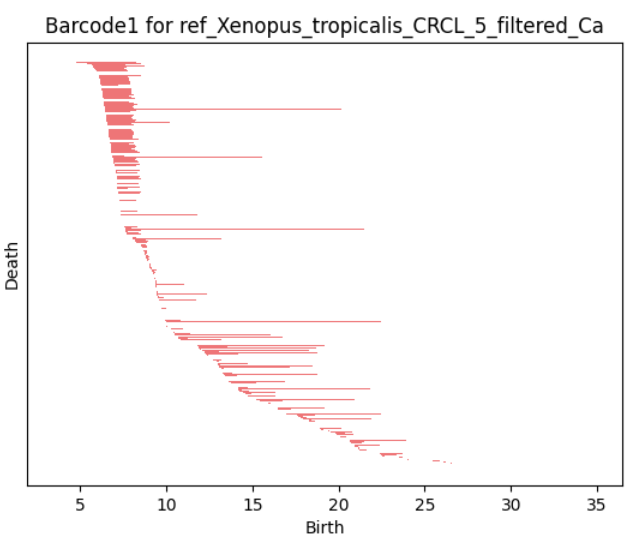 Barcode1 for ref_Xenopus_tropicalis_CRCL_5_filtered_Ca
Death
5 10 15 20 25 30 35
Birth